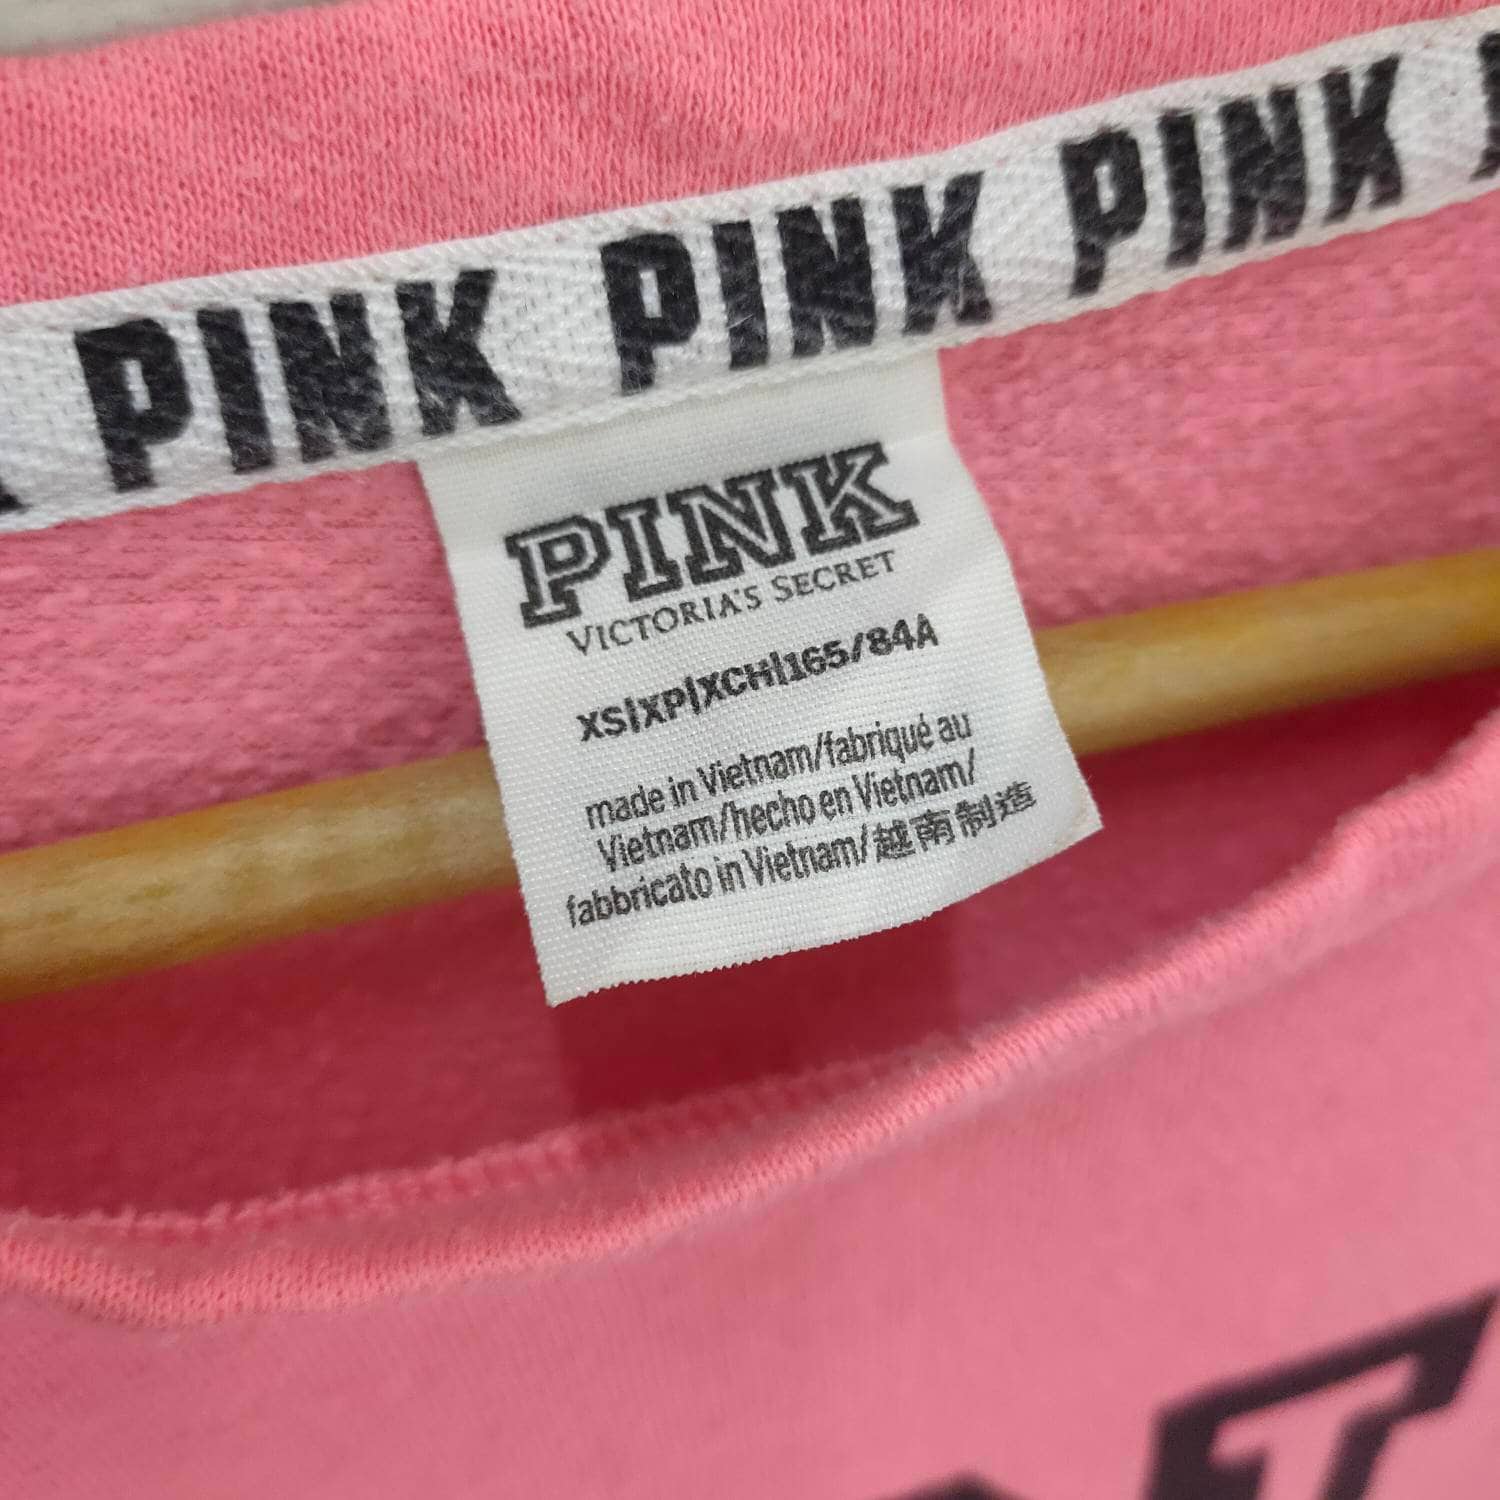 PINK PINK PINK
PINK
VICTORIA'S SECRET
XS|XP|XCH|165/84A
made in Vietnam/fabriqué au
Vietnam/hecho en Vietnam/
fabbricato in Vietnam/越南制造